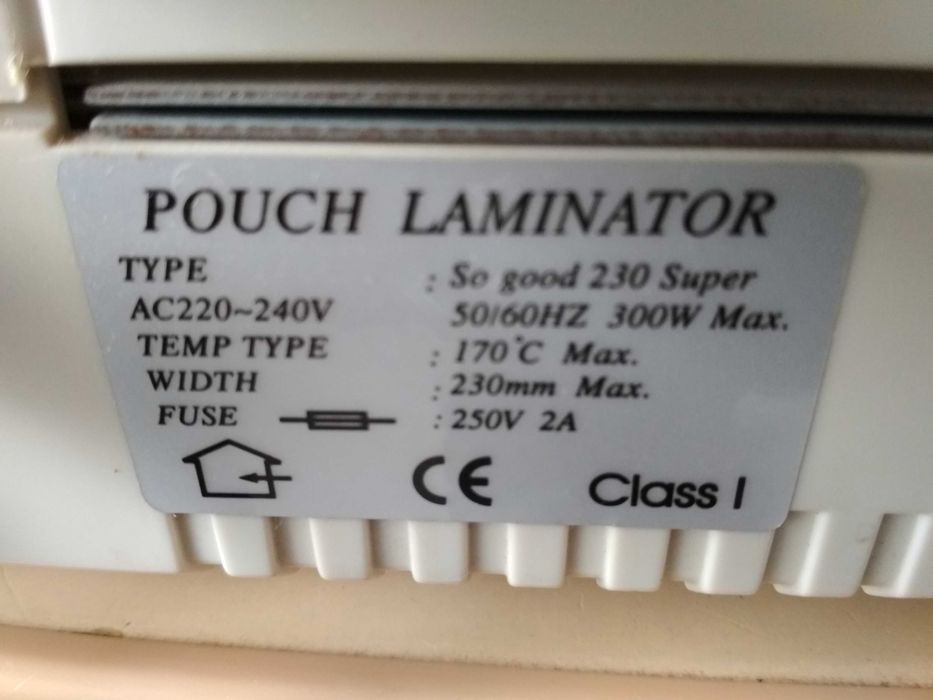 POUCH LAMINATOR
TYPE : So good 230 Super
AC220~240V 50/60HZ 300W Max.
TEMP TYPE : 170°C Max.
WIDTH : 230mm Max.
FUSE : 250V 2A
CE Class I